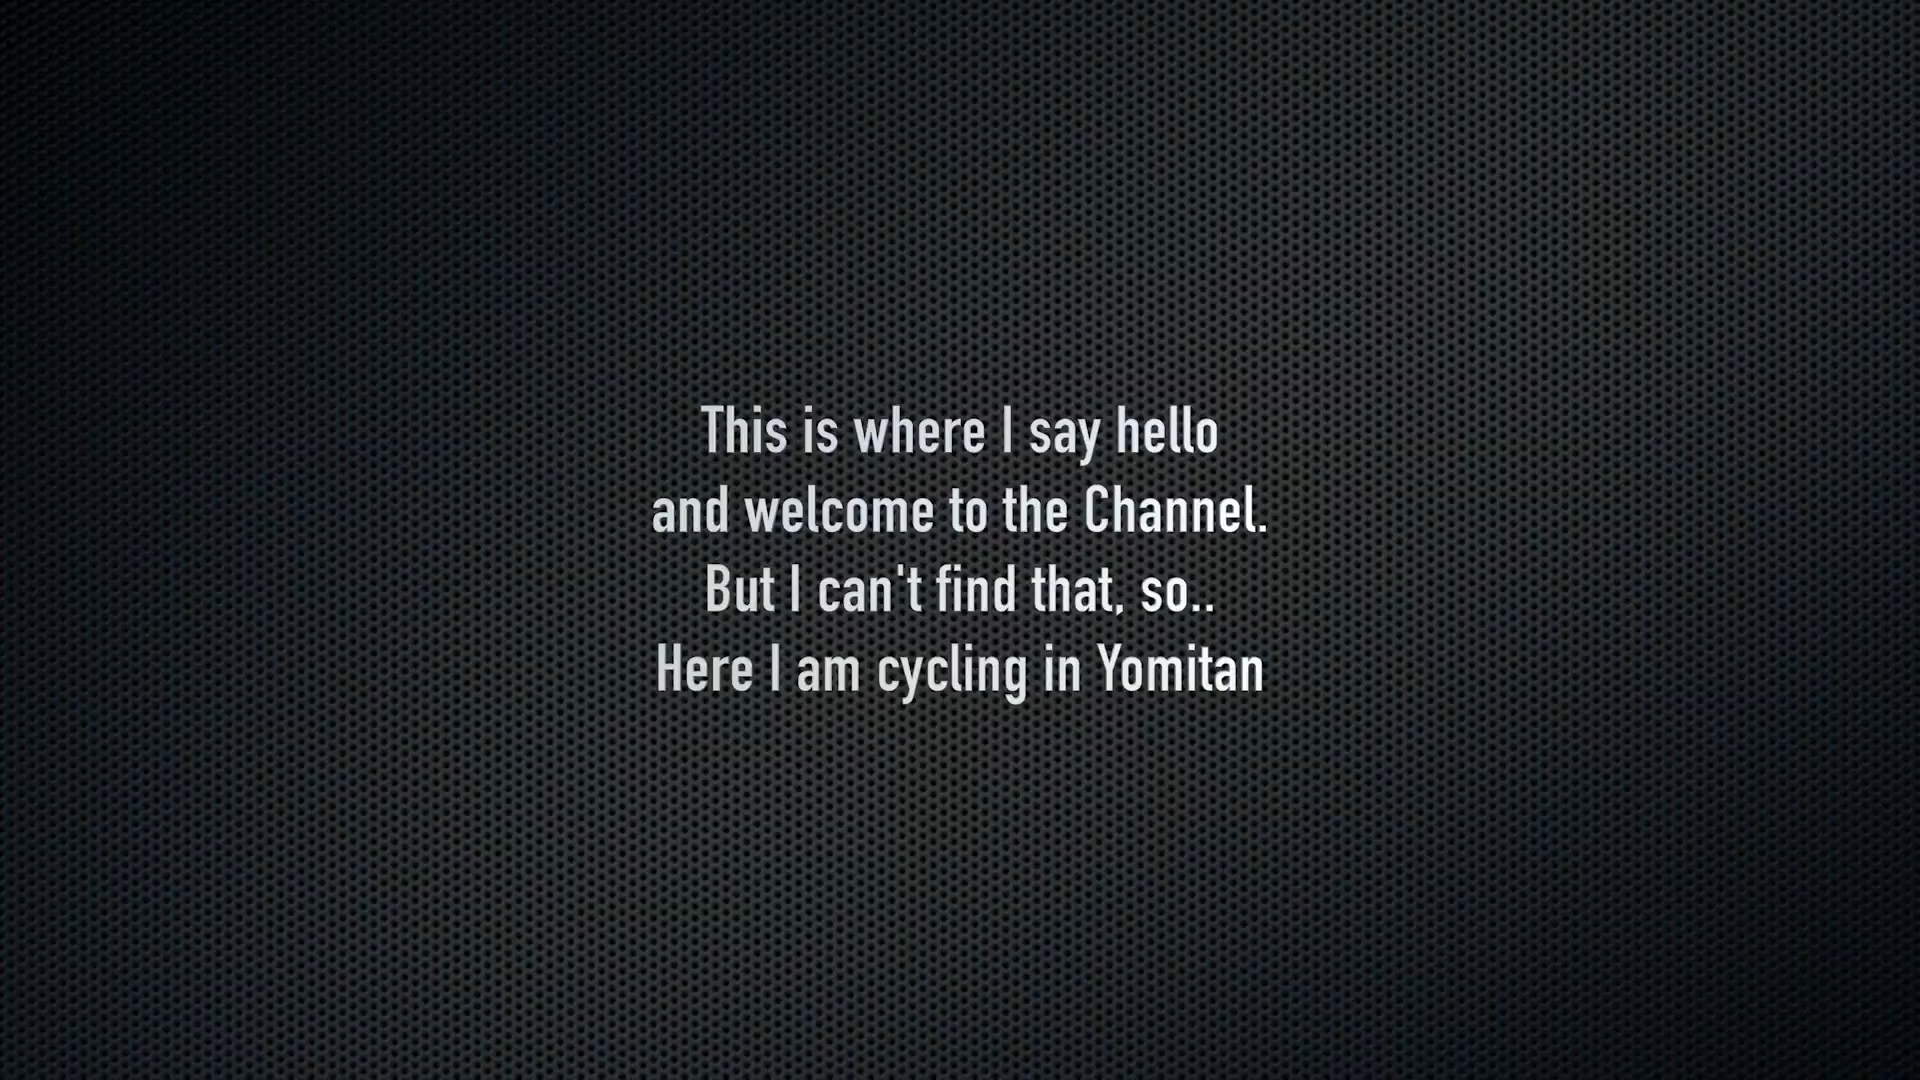 This is where I say hello
and welcome to the Channel.
But I can't find that, so..
Here I am cycling in Yomitan